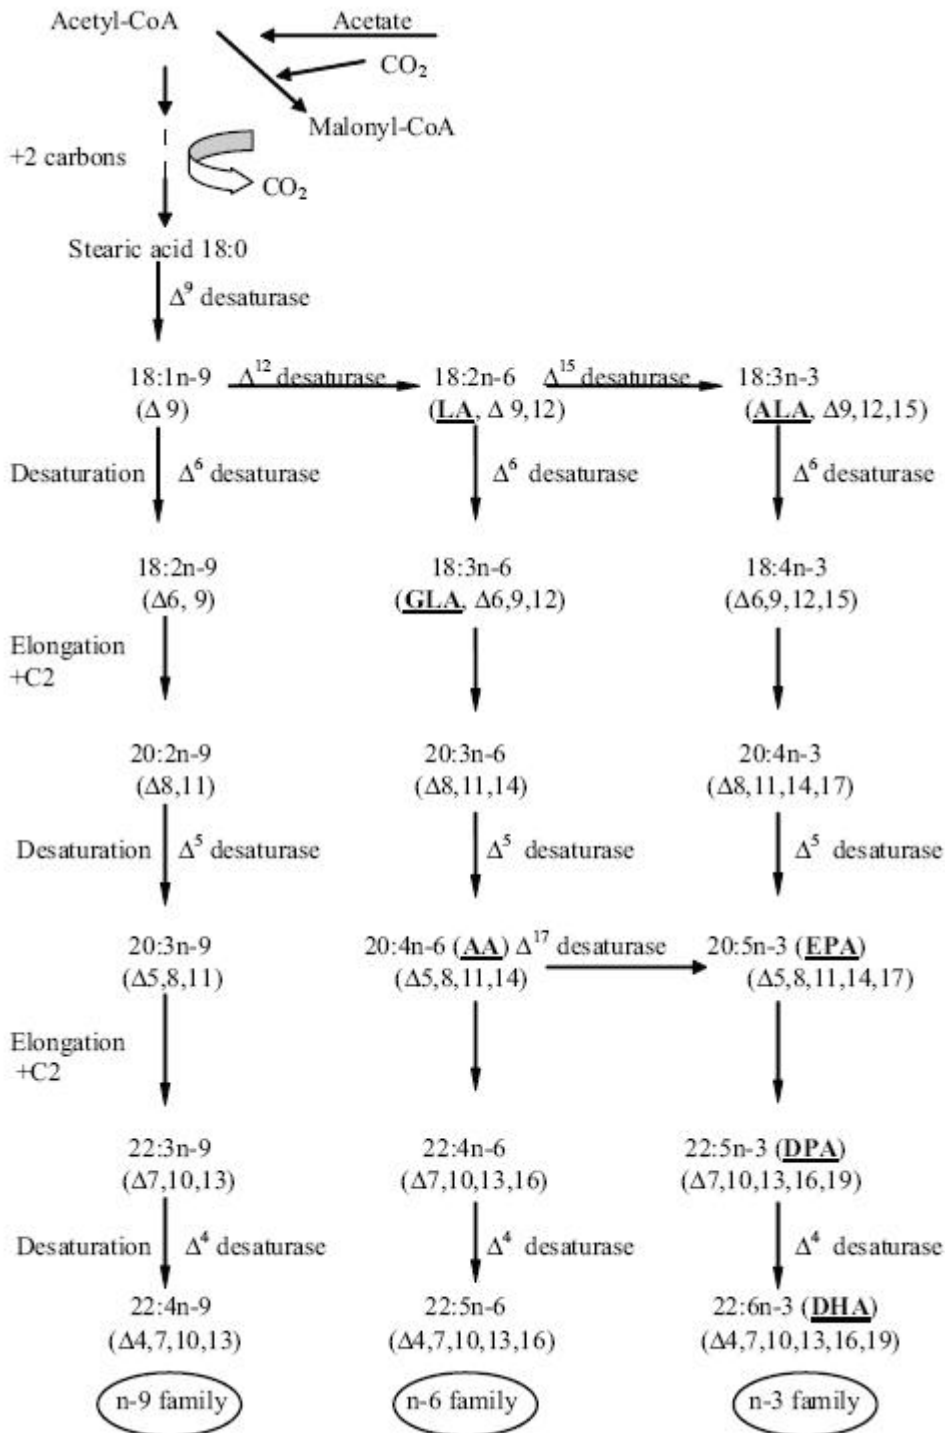 Acetyl-CoA Acetate
CO₂
Malonyl-CoA
+2 carbons
CO₂
Stearic acid 18:0
Δ⁹ desaturase
18:1n-9 Δ¹² desaturase 18:2n-6 Δ¹⁵ desaturase 18:3n-3
(Δ 9) (LA, Δ 9,12) (ALA, Δ9,12,15)
Desaturation Δ⁶ desaturase Δ⁶ desaturase Δ⁶ desaturase
18:2n-9 18:3n-6 18:4n-3
(Δ6, 9) (GLA, Δ6,9,12) (Δ6,9,12,15)
Elongation
+C2
20:2n-9 20:3n-6 20:4n-3
(Δ8,11) (Δ8,11,14) (Δ8,11,14,17)
Desaturation Δ⁵ desaturase Δ⁵ desaturase Δ⁵ desaturase
20:3n-9 20:4n-6 (AA) Δ¹⁷ desaturase 20:5n-3 (EPA)
(Δ5,8,11) (Δ5,8,11,14) (Δ5,8,11,14,17)
Elongation
+C2
22:3n-9 22:4n-6 22:5n-3 (DPA)
(Δ7,10,13) (Δ7,10,13,16) (Δ7,10,13,16,19)
Desaturation Δ⁴ desaturase Δ⁴ desaturase Δ⁴ desaturase
22:4n-9 22:5n-6 22:6n-3 (DHA)
(Δ4,7,10,13) (Δ4,7,10,13,16) (Δ4,7,10,13,16,19)
n-9 family n-6 family n-3 family